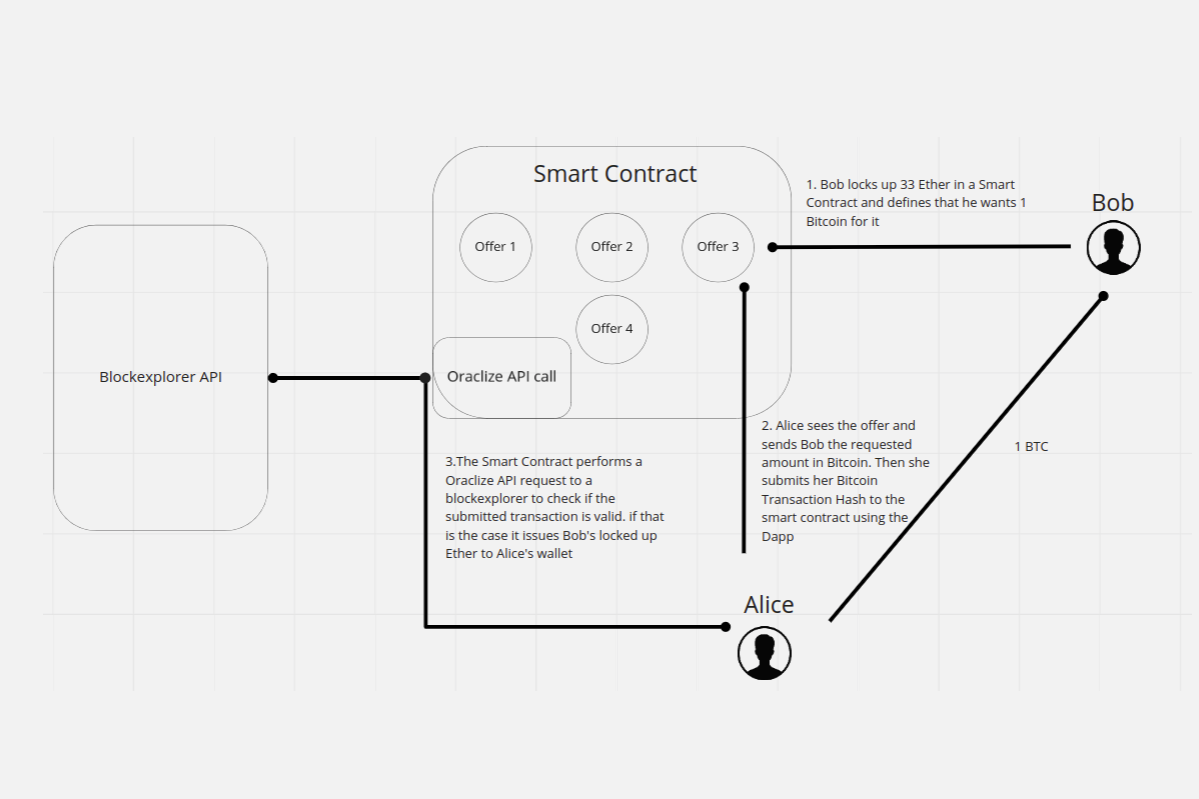 Smart Contract
1. Bob locks up 33 Ether in a Smart
Contract and defines that he wants 1
Bitcoin for it
Bob
Offer 1
Offer 2
Offer 3
Offer 4
Blockexplorer API
Oraclize API call
2. Alice sees the offer and
sends Bob the requested
amount in Bitcoin. Then she
submits her Bitcoin
Transaction Hash to the
smart contract using the
Dapp
1 BTC
3.The Smart Contract performs a
Oraclize API request to a
blockexplorer to check if the
submitted transaction is valid. if that
is the case it issues Bob's locked up
Ether to Alice's wallet
Alice